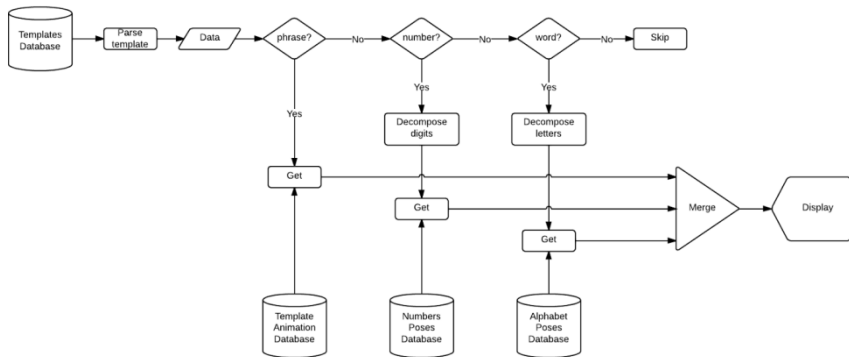 Templates
Database
Parse
template
Data
phrase?
No
number?
No
word?
No
Skip
Yes
Yes
Yes
Decompose
digits
Decompose
letters
Get
Get
Get
Merge
Display
Template
Animation
Database
Numbers
Poses
Database
Alphabet
Poses
Database